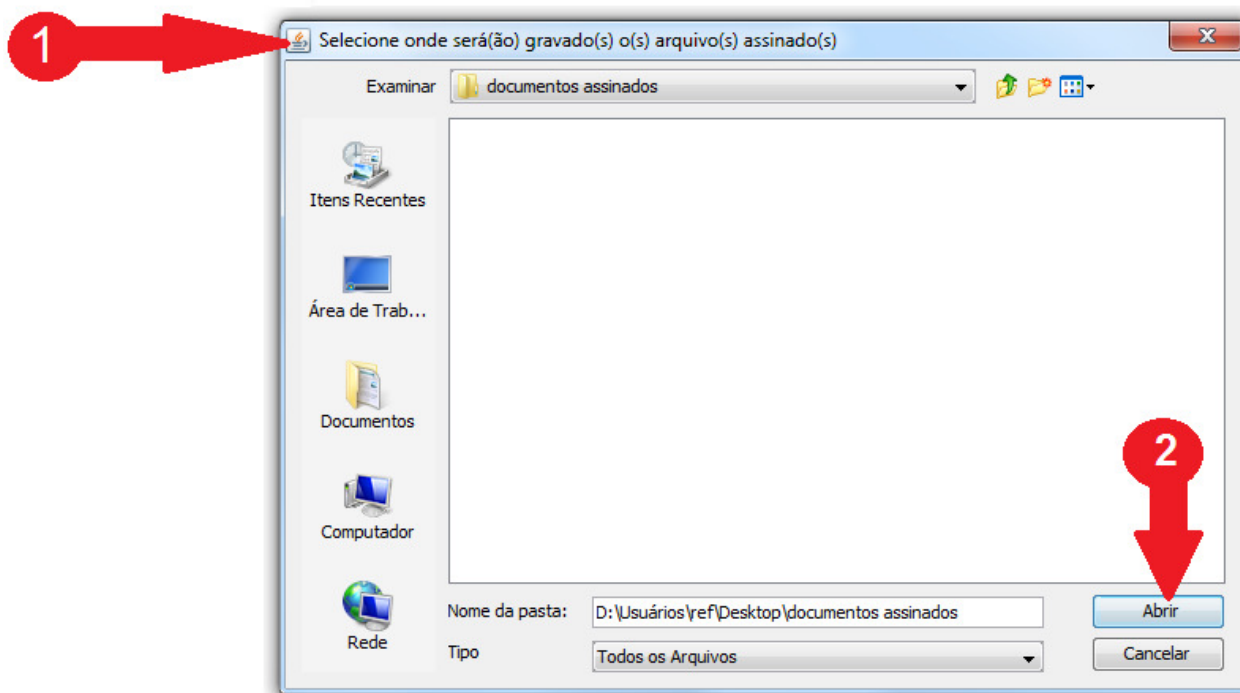 1
Selecione onde será(ão) gravado(s) o(s) arquivo(s) assinado(s)
x
Examinar documentos assinados
Itens Recentes
Área de Trab...
Documentos
2
Computador
Rede
Nome da pasta: D:\Usuários\ref\Desktop\documentos assinados Abrir
Tipo Todos os Arquivos Cancelar